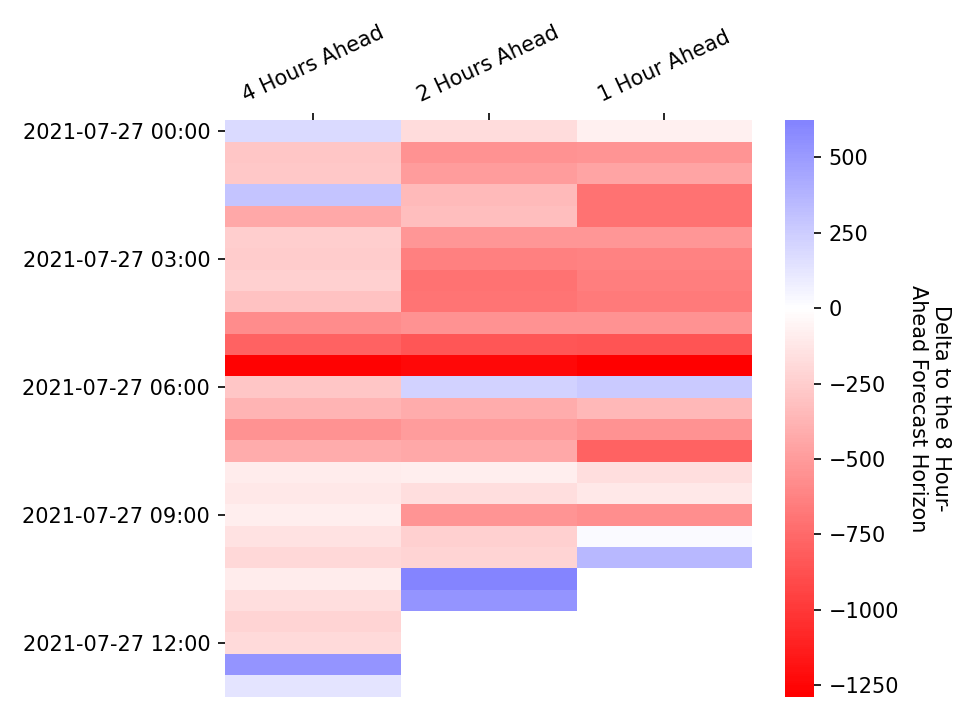 4 Hours Ahead
2 Hours Ahead
1 Hour Ahead
2021-07-27 00:00
2021-07-27 03:00
2021-07-27 06:00
2021-07-27 09:00
2021-07-27 12:00
500
250
0
−250
−500
−750
−1000
−1250
Delta to the 8 Hour-
Ahead Forecast Horizon